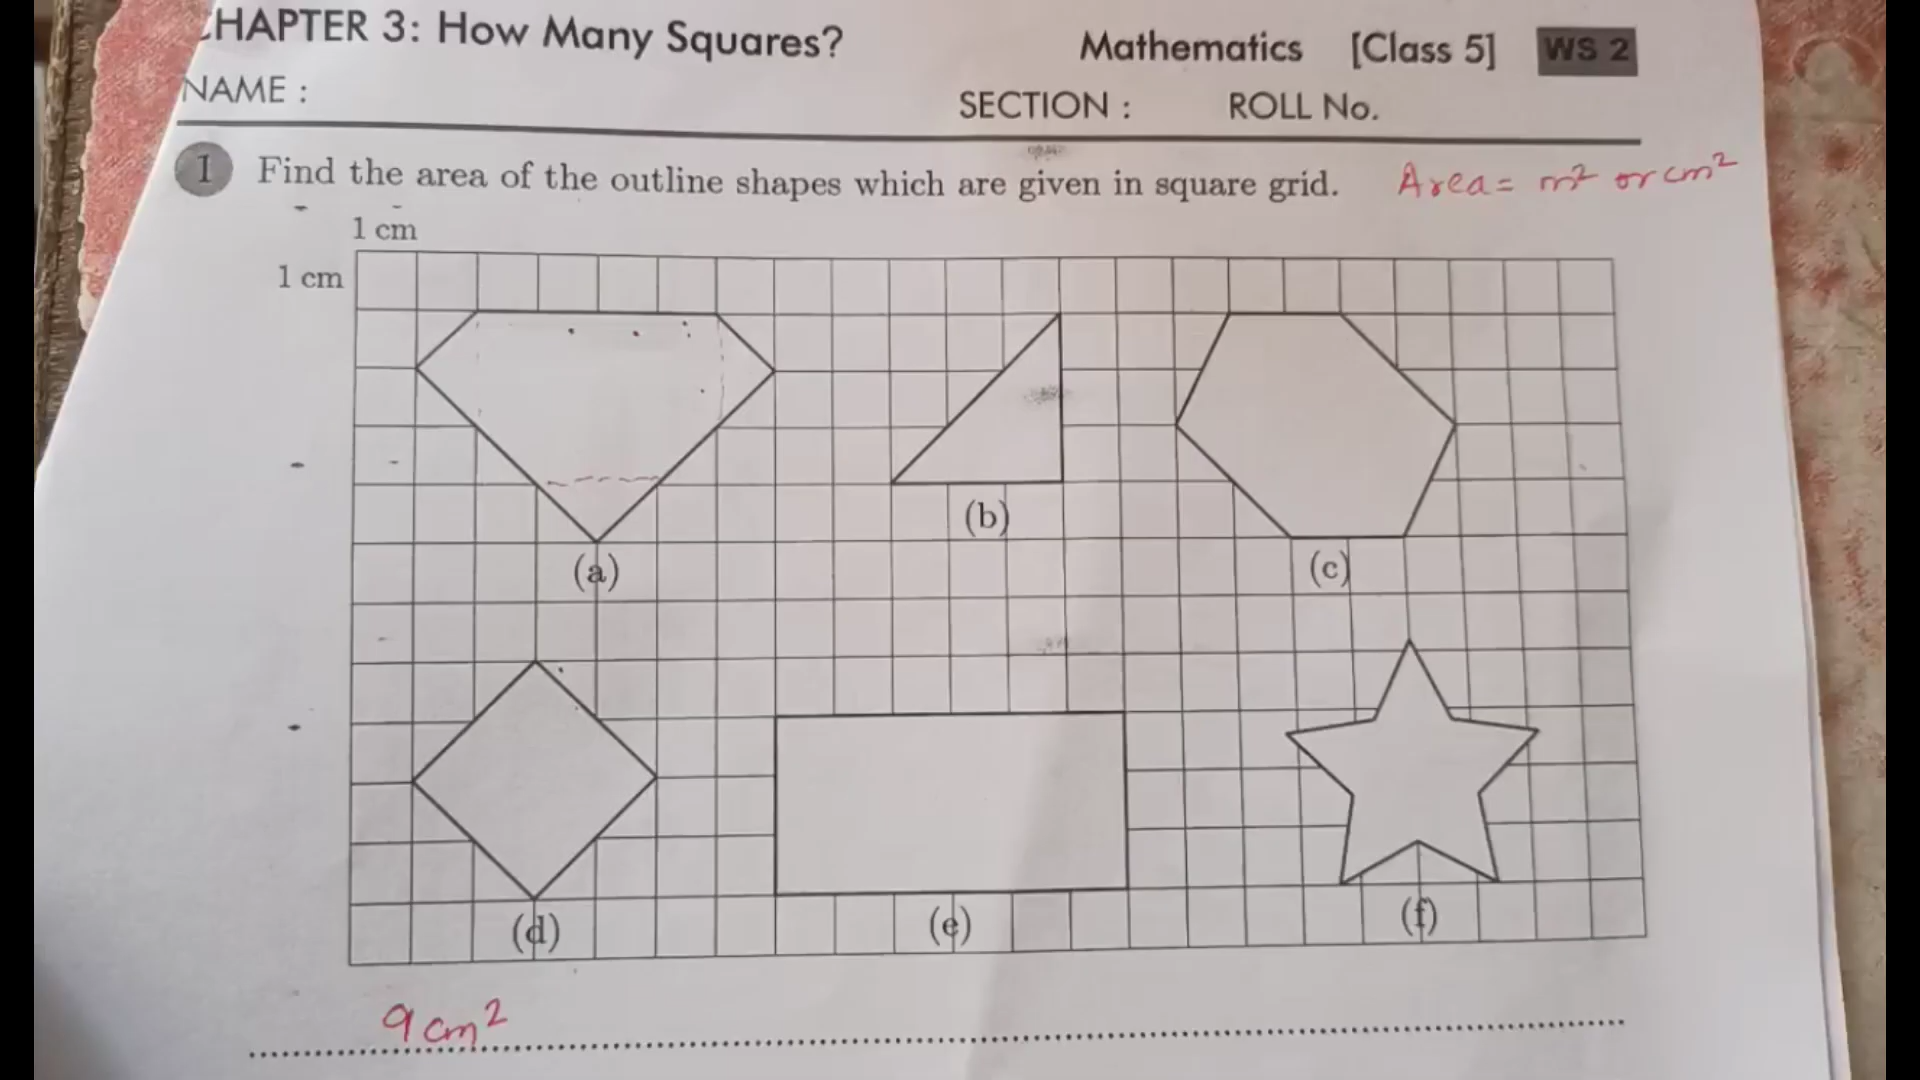 HAPTER 3: How Many Squares?
Mathematics [Class 5] WS 2
NAME :
SECTION : ROLL No.
1 Find the area of the outline shapes which are given in square grid. Area = m² or cm²
1 cm
1 cm
(b)
(a)
(c)
(d)
(e)
(f)
9 cm²